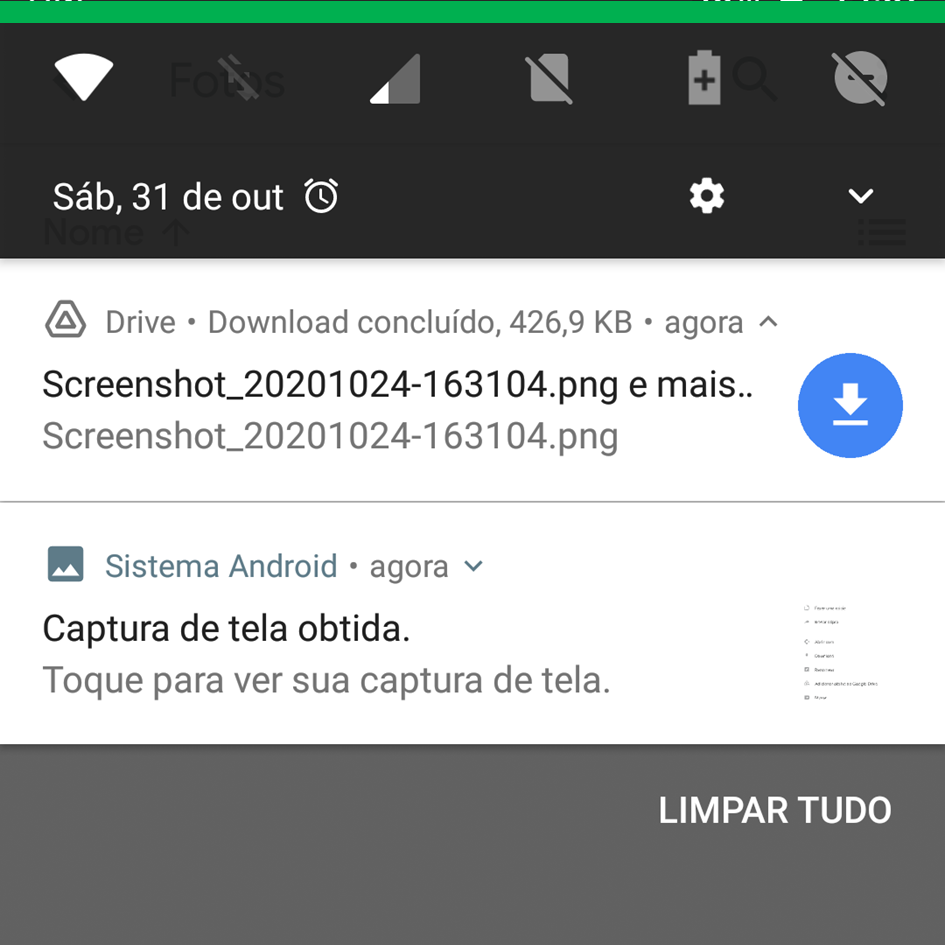 Fotos
Sáb, 31 de out
Nome
Drive • Download concluído, 426,9 KB • agora
Screenshot_20201024-163104.png e mais..
Screenshot_20201024-163104.png
Sistema Android • agora
Captura de tela obtida.
Toque para ver sua captura de tela.
LIMPAR TUDO